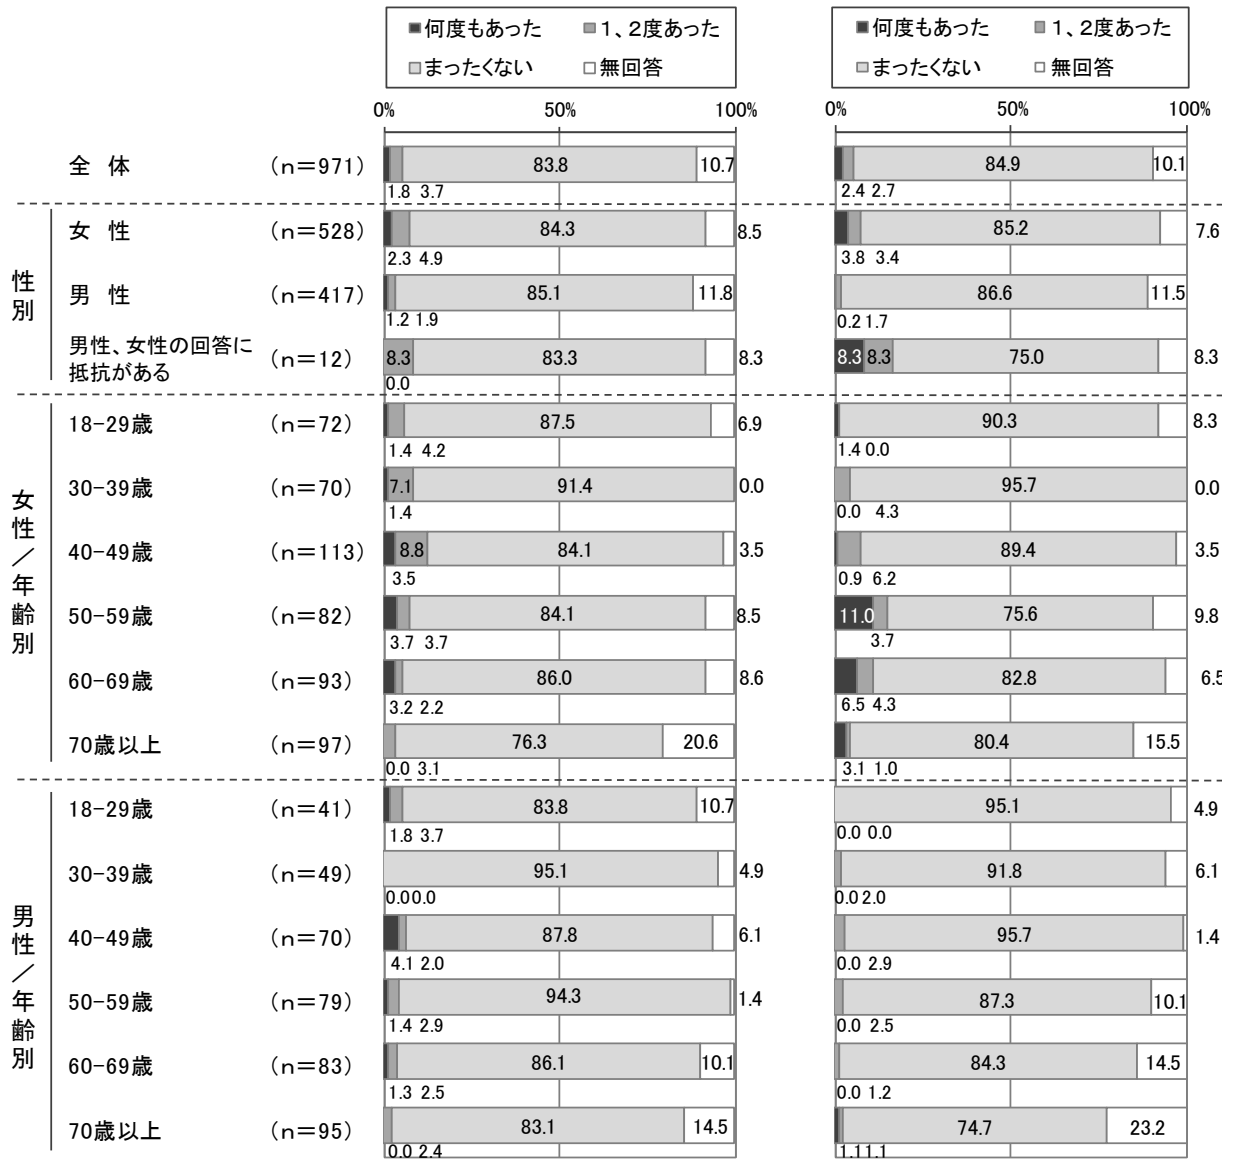 ■何度もあった ■1、2度あった
□まったくない □無回答
■何度もあった ■1、2度あった
□まったくない □無回答
0% 50% 100%
0% 50% 100%
全 体 (n=971) 83.8 10.7 84.9 10.1
1.8 3.7 2.4 2.7
性別
女 性 (n=528) 84.3 8.5 85.2 7.6
2.3 4.9 3.8 3.4
男 性 (n=417) 85.1 11.8 86.6 11.5
1.2 1.9 0.2 1.7
男性、女性の回答に
抵抗がある (n=12) 8.3 83.3 8.3 8.3 8.3 75.0 8.3
0.0
女性/年齢別
18-29歳 (n=72) 87.5 6.9 90.3 8.3
1.4 4.2 1.4 0.0
30-39歳 (n=70) 7.1 91.4 0.0 95.7 0.0
1.4 0.0 4.3
40-49歳 (n=113) 8.8 84.1 3.5 89.4 3.5
3.5 0.9 6.2
50-59歳 (n=82) 84.1 8.5 11.0 75.6 9.8
3.7 3.7 3.7
60-69歳 (n=93) 86.0 8.6 82.8 6.5
3.2 2.2 6.5 4.3
70歳以上 (n=97) 76.3 20.6 80.4 15.5
0.0 3.1 3.1 1.0
男性/年齢別
18-29歳 (n=41) 83.8 10.7 95.1 4.9
1.8 3.7 0.0 0.0
30-39歳 (n=49) 95.1 4.9 91.8 6.1
0.0 0.0 0.0 2.0
40-49歳 (n=70) 87.8 6.1 95.7 1.4
4.1 2.0 0.0 2.9
50-59歳 (n=79) 94.3 1.4 87.3 10.1
1.4 2.9 0.0 2.5
60-69歳 (n=83) 86.1 10.1 84.3 14.5
1.3 2.5 0.0 1.2
70歳以上 (n=95) 83.1 14.5 74.7 23.2
0.0 2.4 1.1 1.1